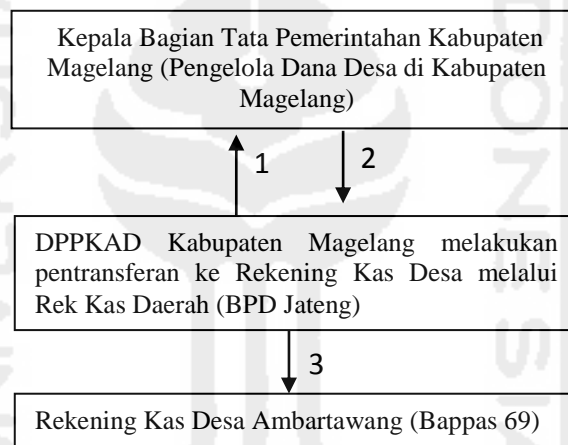 Kepala Bagian Tata Pemerintahan Kabupaten
Magelang (Pengelola Dana Desa di Kabupaten
Magelang)
1
2
DPPKAD Kabupaten Magelang melakukan
pentransferan ke Rekening Kas Desa melalui
Rek Kas Daerah (BPD Jateng)
3
Rekening Kas Desa Ambartawang (Bappas 69)